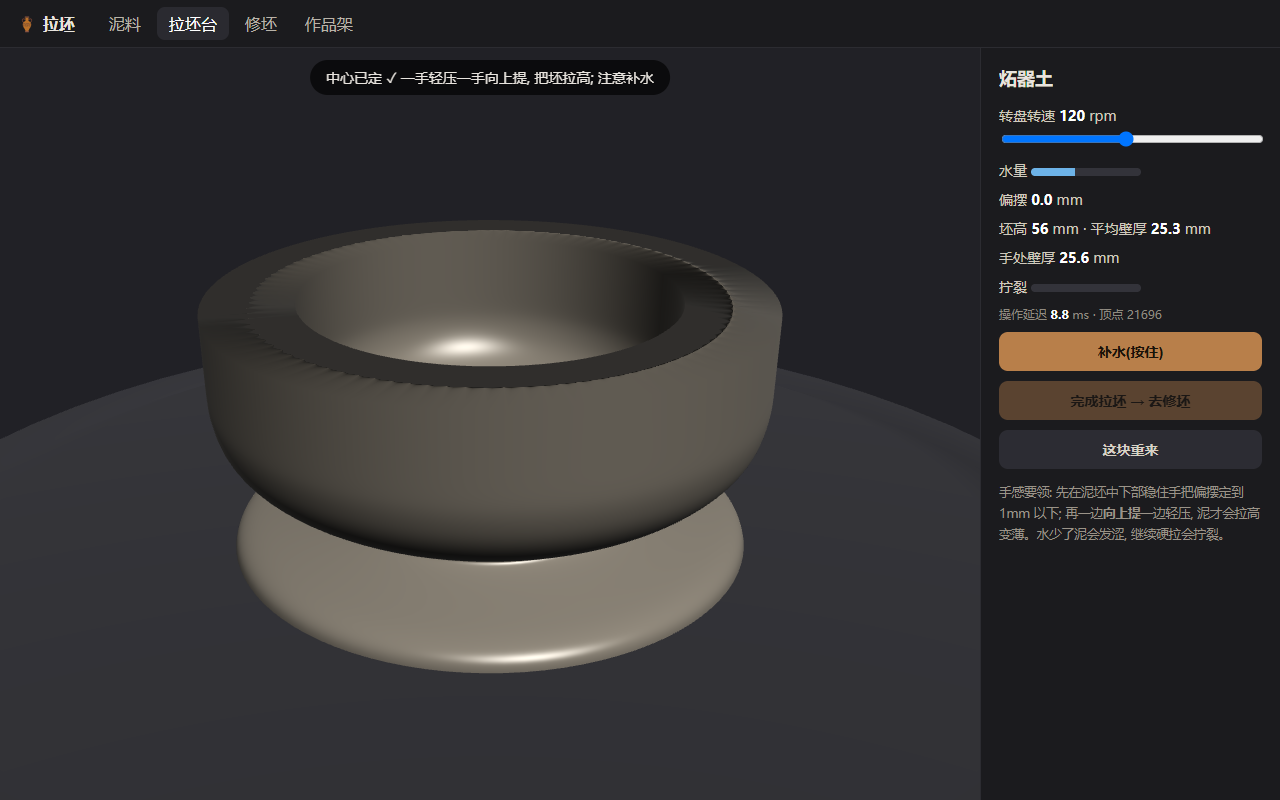 拉坯
泥料
拉坯台
修坯
作品架
中心已定 ✓ 一手轻压一手向上提, 把坯拉高; 注意补水
炻器土
转盘转速 120 rpm
水量
偏摆 0.0 mm
坯高 56 mm · 平均壁厚 25.3 mm
手处壁厚 25.6 mm
拧裂
操作延迟 8.8 ms · 顶点 21696
补水(按住)
完成拉坯 → 去修坯
这块重来
手感要领: 先在泥坯中下部稳住手把偏摆定到
1mm 以下; 再一边向上提一边轻压, 泥才会拉高
变薄。水少了泥会发涩, 继续硬拉会拧裂。